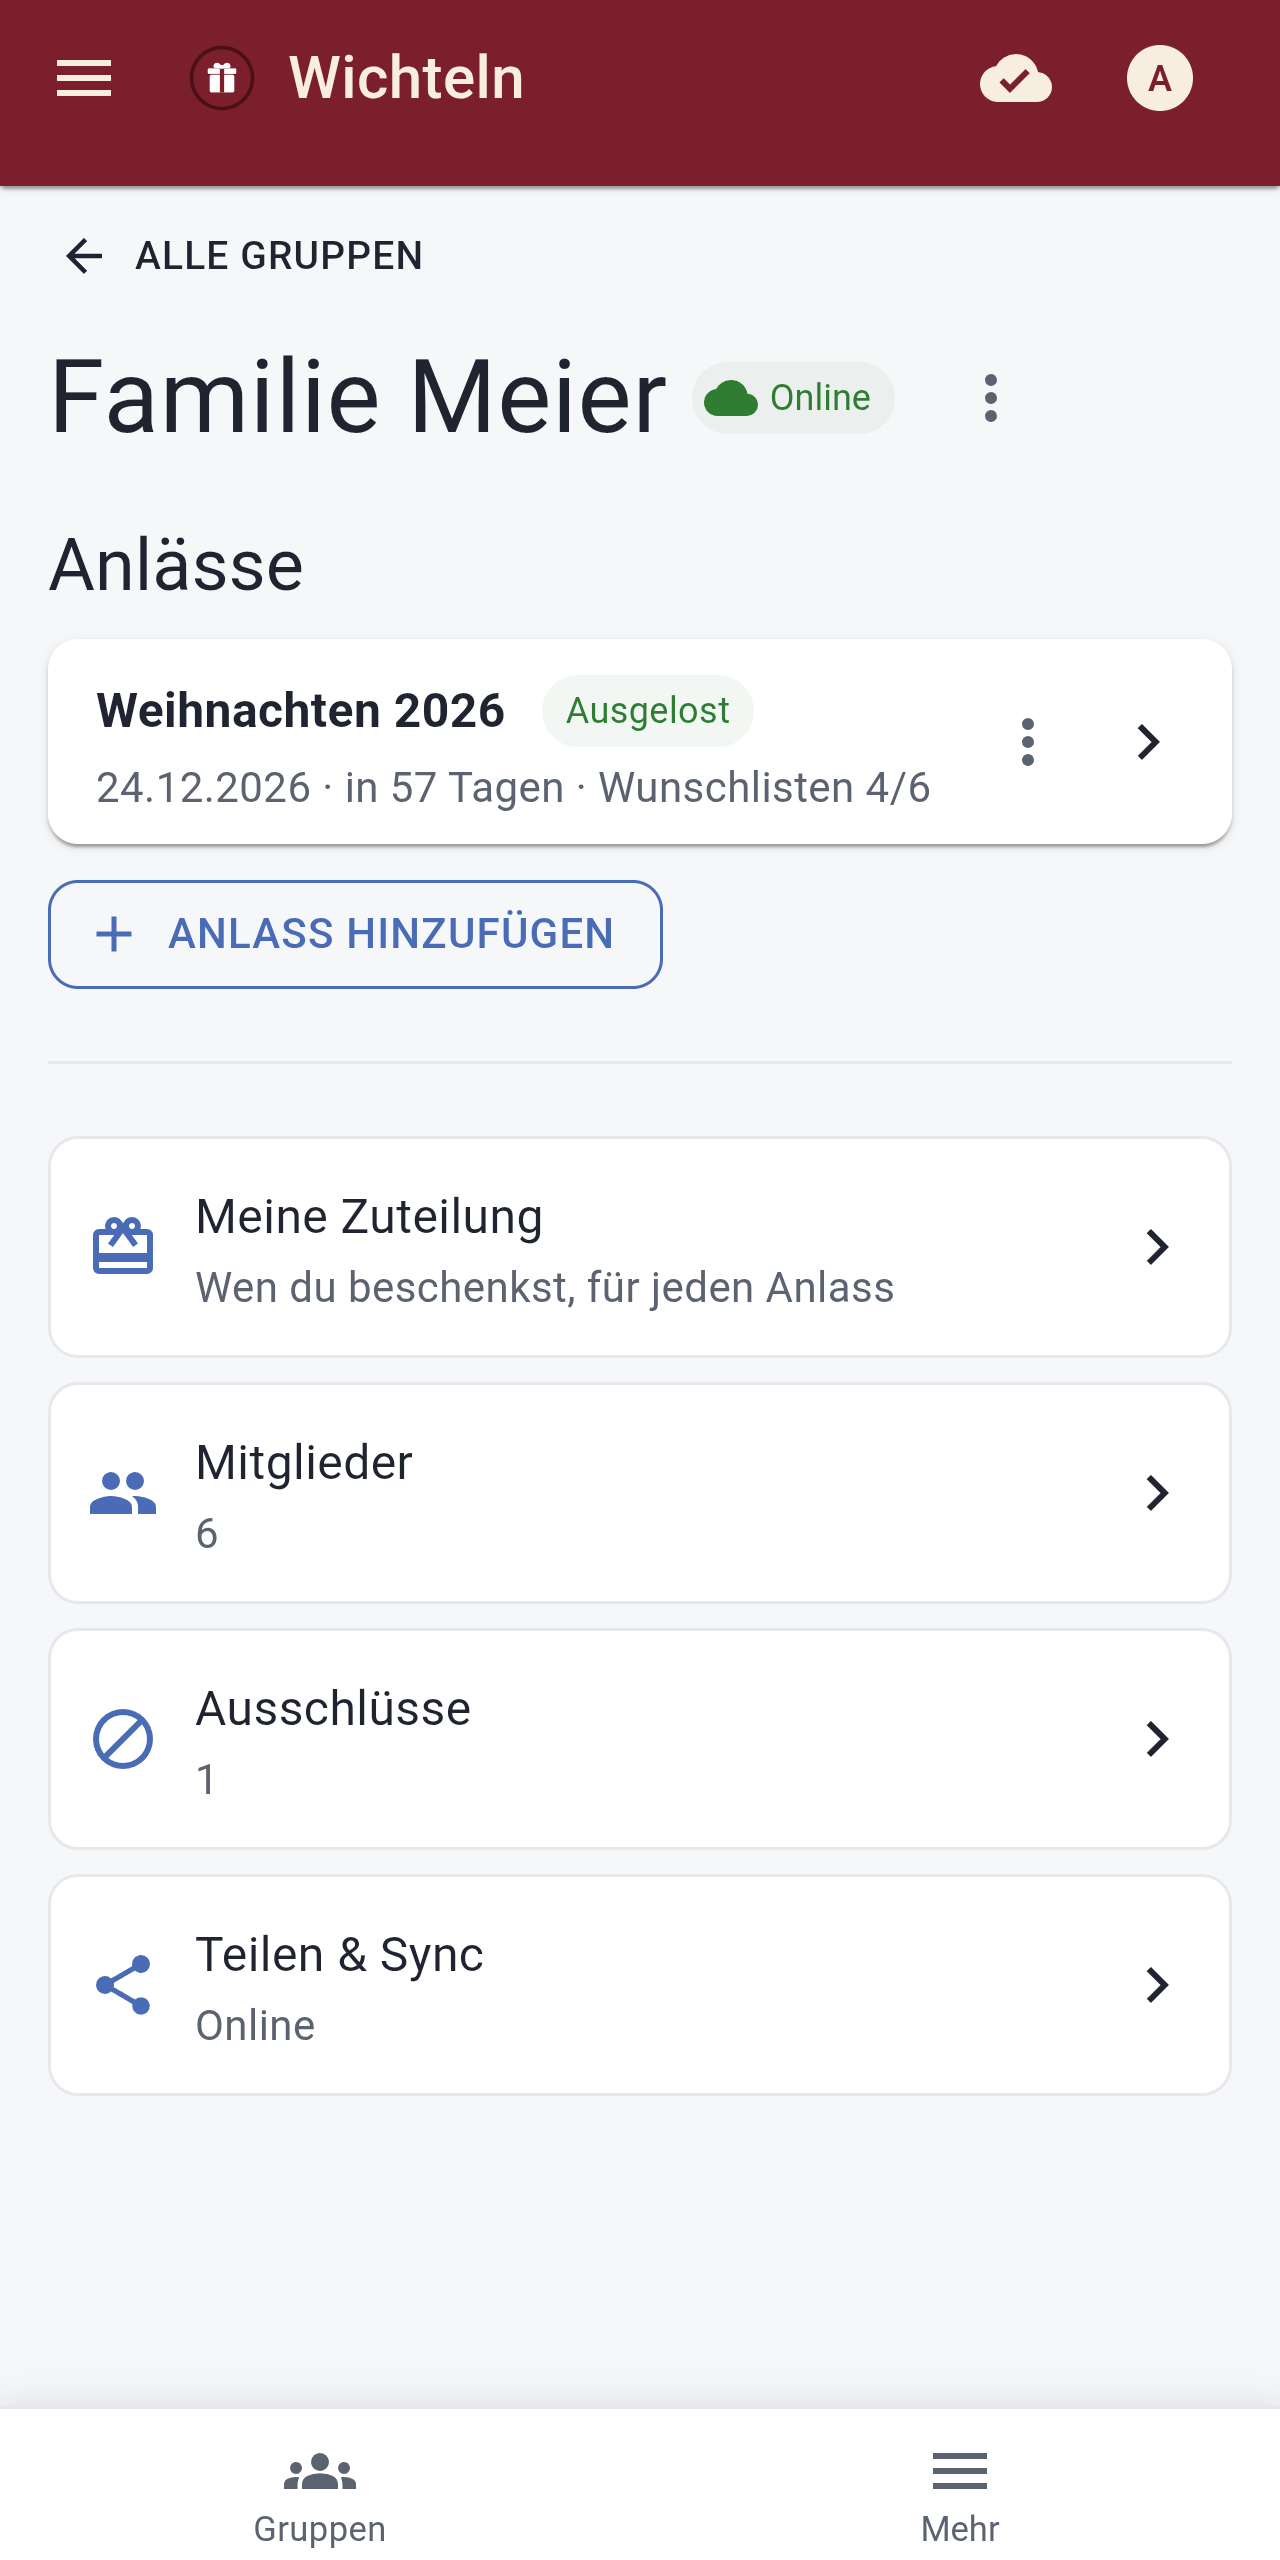 Wichteln
A
ALLE GRUPPEN
Familie Meier
Online
Anlässe
Weihnachten 2026
Ausgelost
24.12.2026 · in 57 Tagen · Wunschlisten 4/6
ANLASS HINZUFÜGEN
Meine Zuteilung
Wen du beschenkst, für jeden Anlass
Mitglieder
6
Ausschlüsse
1
Teilen & Sync
Online
Gruppen
Mehr